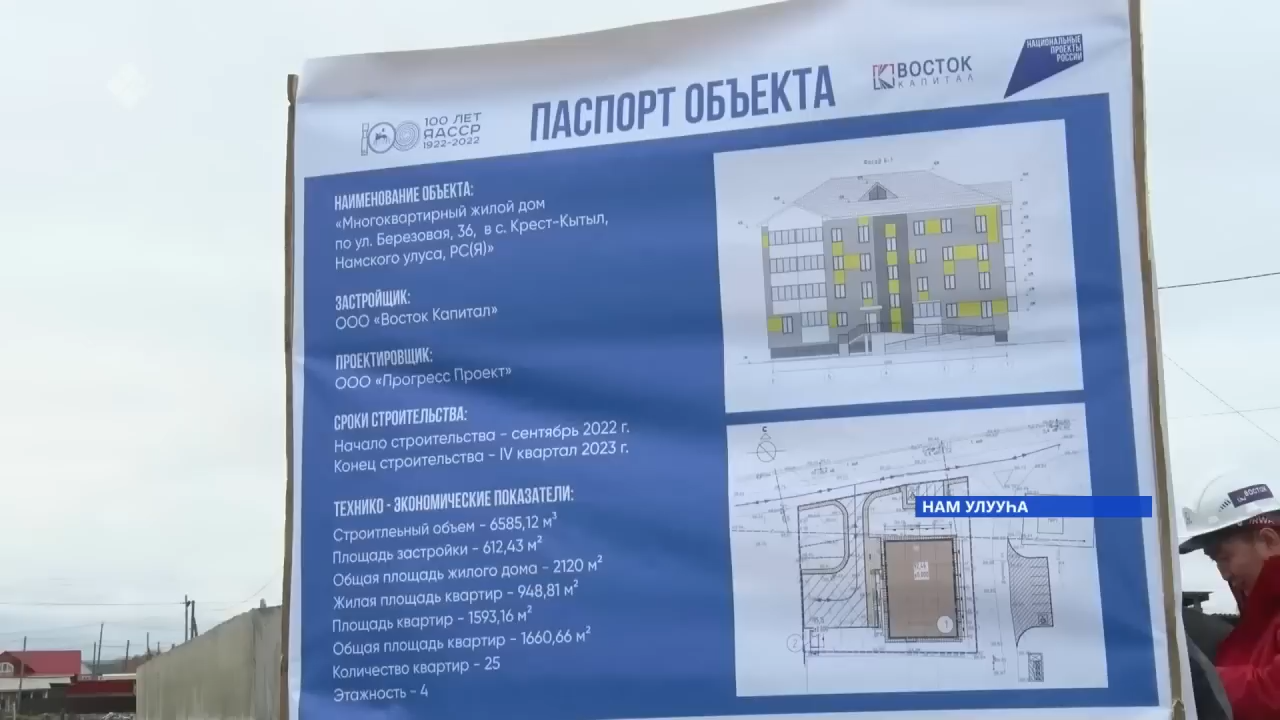 100 ЛЕТ
ЯАССР
1922-2022
ПАСПОРТ ОБЪЕКТА
ВОСТОК
КАПИТАЛ
НАЦИОНАЛЬНЫЕ
ПРОЕКТЫ
РОССИИ
НАИМЕНОВАНИЕ ОБЪЕКТА:
«Многоквартирный жилой дом
по ул. Березовая, 36, в с. Крест-Кытыл,
Намского улуса, РС(Я)»
ЗАСТРОЙЩИК:
ООО «Восток Капитал»
ПРОЕКТИРОВЩИК:
ООО «Прогресс Проект»
СРОКИ СТРОИТЕЛЬСТВА:
Начало строительства - сентябрь 2022 г.
Конец строительства - IV квартал 2023 г.
ТЕХНИКО - ЭКОНОМИЧЕСКИЕ ПОКАЗАТЕЛИ:
Строитлеьный объем - 6585,12 м³
Площадь застройки - 612,43 м²
Общая площадь жилого дома - 2120 м²
Жилая площадь квартир - 948,81 м²
Площадь квартир - 1593,16 м²
Общая площадь квартир - 1660,66 м²
Количество квартир - 25
Этажность - 4
С
1
НАМ УЛУУҺА
ВОСТОК